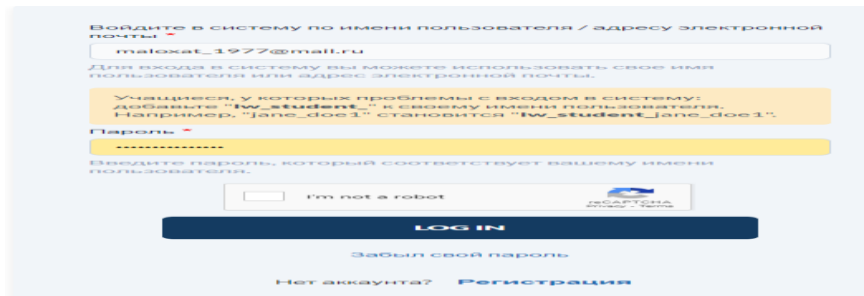 Войдите в систему по имени пользователя / адресу электронной
почты *
maloxat_1977@mail.ru
Для входа в систему вы можете использовать свое имя
пользователя или адрес электронной почты.
Учащиеся, у которых проблемы с входом в систему:
добавьте "lw_student_" к своему имени пользователя.
Например, "jane_doe1" становится "lw_student_jane_doe1".
Пароль *
Введите пароль, который соответствует вашему имени
пользователя.
I'm not a robot
reCAPTCHA
Privacy - Terms
LOG IN
Забыл свой пароль
Нет аккаунта? Регистрация